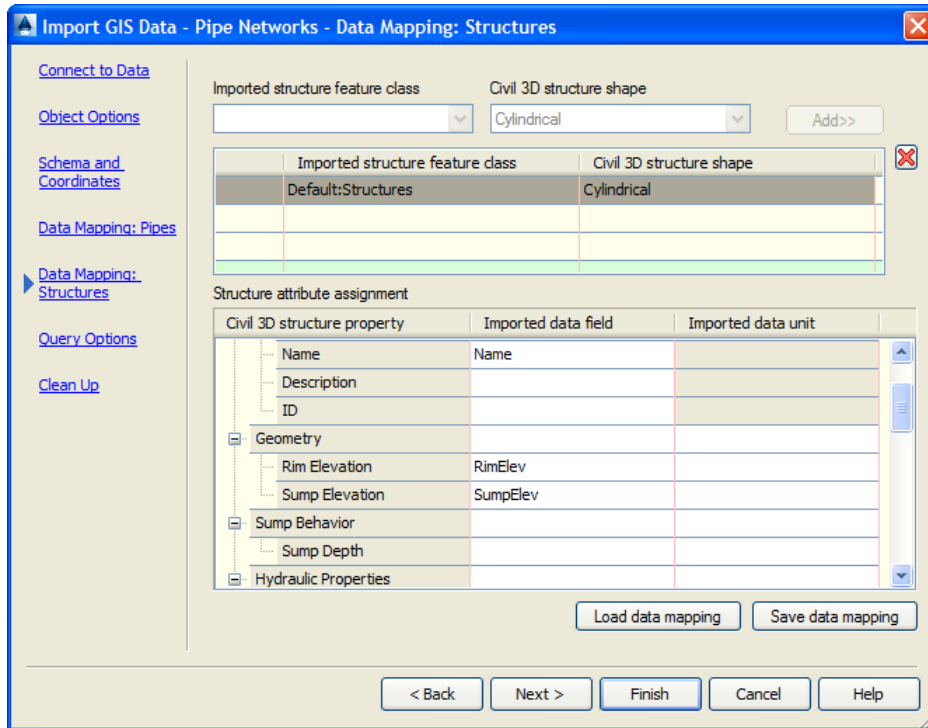 Import GIS Data - Pipe Networks - Data Mapping: Structures
Connect to Data
Object Options
Schema and
Coordinates
Data Mapping: Pipes
Data Mapping:
Structures
Query Options
Clean Up
Imported structure feature class
Civil 3D structure shape
Cylindrical
Add>>
Imported structure feature class Civil 3D structure shape
Default:Structures Cylindrical
Structure attribute assignment
Civil 3D structure property Imported data field Imported data unit
Name Name
Description
ID
Geometry
Rim Elevation RimElev
Sump Elevation SumpElev
Sump Behavior
Sump Depth
Hydraulic Properties
Load data mapping Save data mapping
< Back Next > Finish Cancel Help